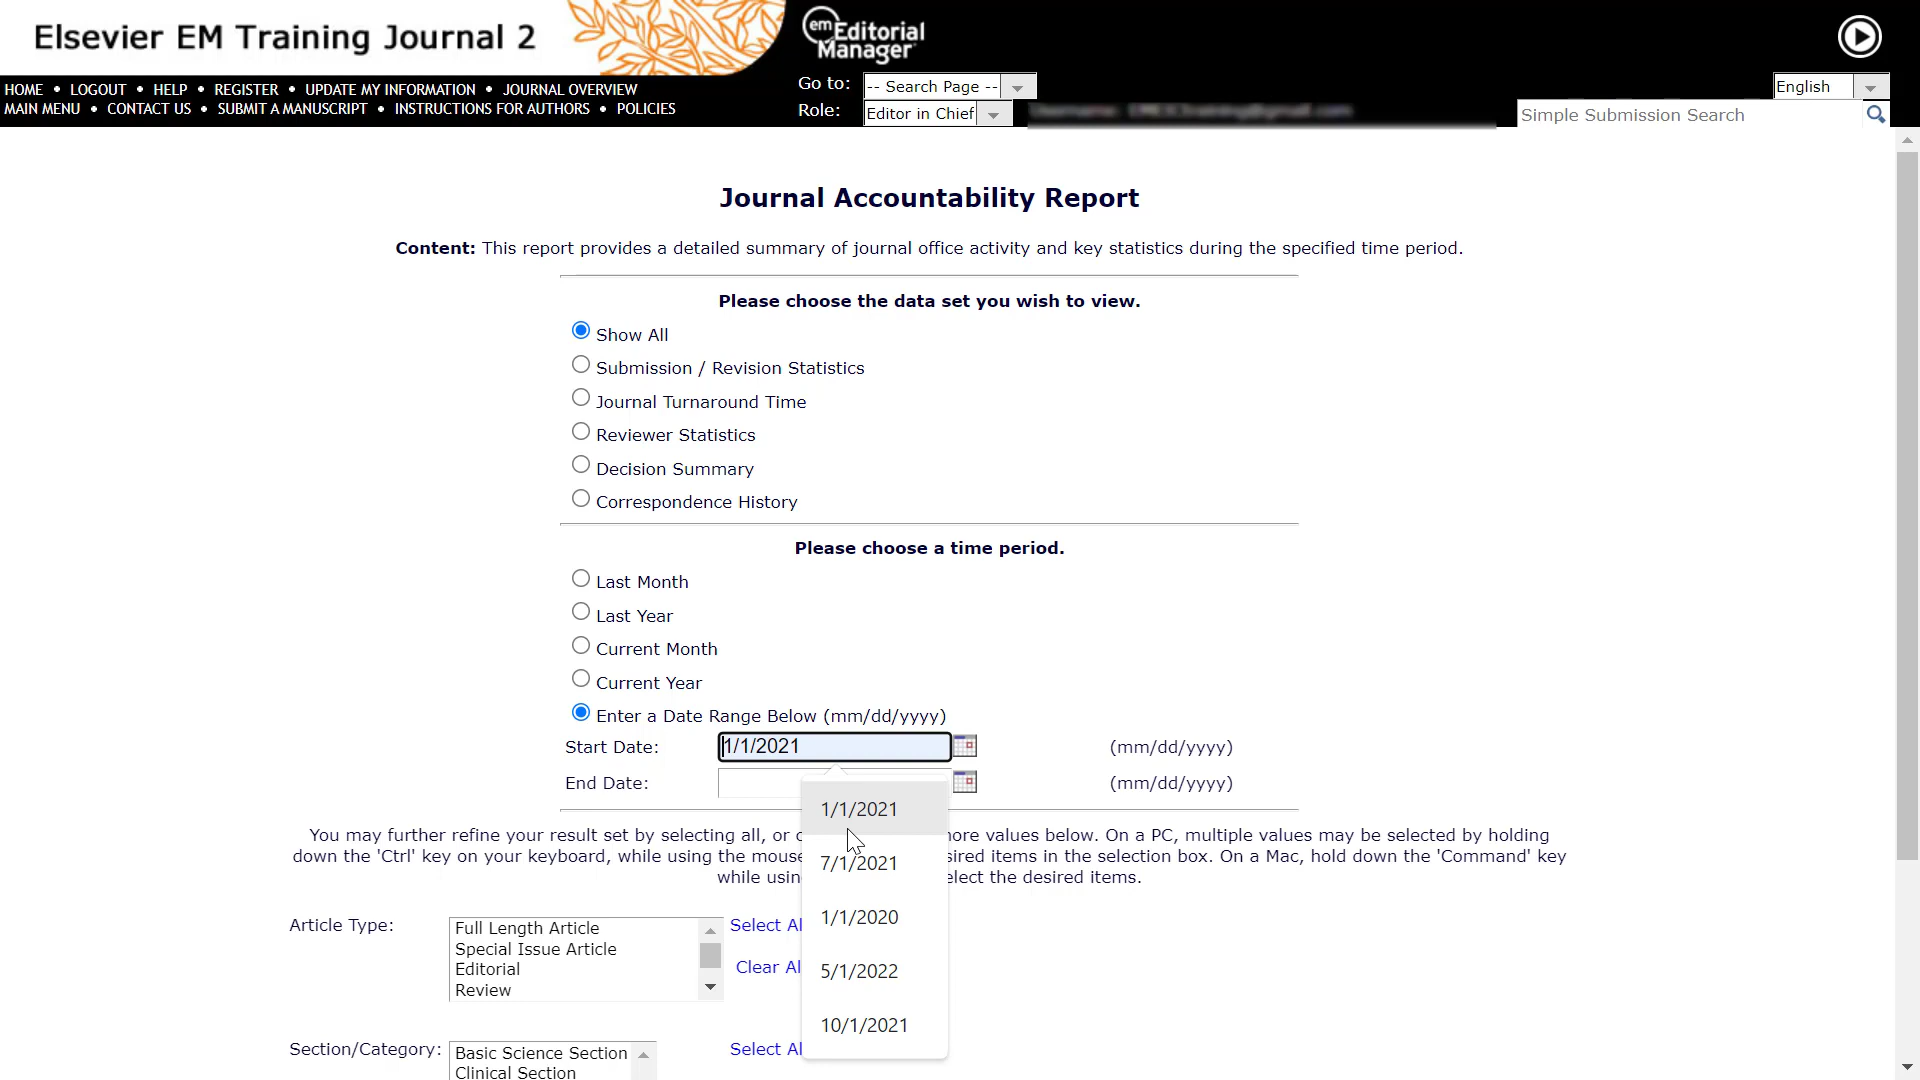 Elsevier EM Training Journal 2
em Editorial Manager®
HOME • LOGOUT • HELP • REGISTER • UPDATE MY INFORMATION • JOURNAL OVERVIEW
MAIN MENU • CONTACT US • SUBMIT A MANUSCRIPT • INSTRUCTIONS FOR AUTHORS • POLICIES
Go to: -- Search Page --
Role: Editor in Chief
English
Simple Submission Search
Journal Accountability Report
Content: This report provides a detailed summary of journal office activity and key statistics during the specified time period.
Please choose the data set you wish to view.
Show All
Submission / Revision Statistics
Journal Turnaround Time
Reviewer Statistics
Decision Summary
Correspondence History
Please choose a time period.
Last Month
Last Year
Current Month
Current Year
Enter a Date Range Below (mm/dd/yyyy)
Start Date: 1/1/2021 (mm/dd/yyyy)
End Date: (mm/dd/yyyy)
1/1/2021
7/1/2021
1/1/2020
5/1/2022
10/1/2021
You may further refine your result set by selecting all, or values below. On a PC, multiple values may be selected by holding
down the 'Ctrl' key on your keyboard, while using the mouse items in the selection box. On a Mac, hold down the 'Command' key
while the desired items.
Article Type:
Full Length Article
Special Issue Article
Editorial
Review
Select
Clear
Section/Category:
Basic Science Section
Clinical Section
Select